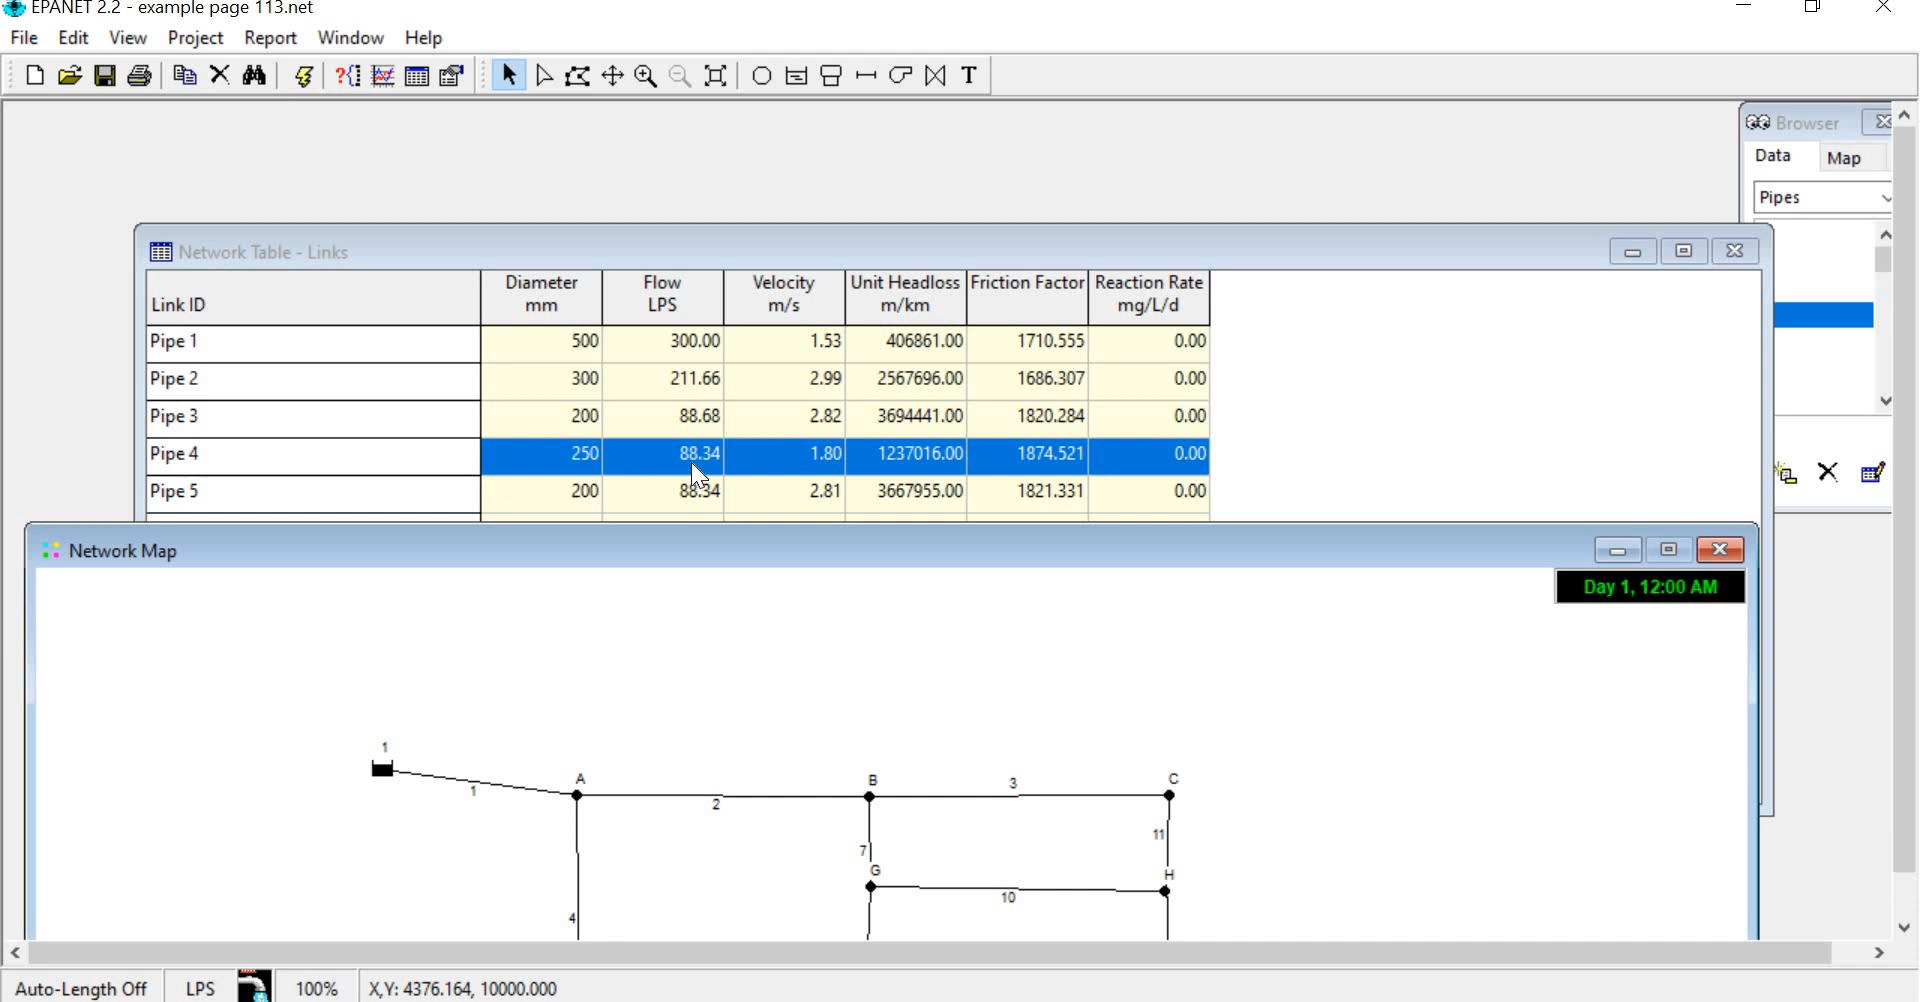 EPANET 2.2 - example page 113.net
File Edit View Project Report Window Help
T
Browser
Data Map
Pipes
Network Table - Links
Link ID Diameter mm Flow LPS Velocity m/s Unit Headloss m/km Friction Factor Reaction Rate mg/L/d
Pipe 1 500 300.00 1.53 406861.00 1710.555 0.00
Pipe 2 300 211.66 2.99 2567696.00 1686.307 0.00
Pipe 3 200 88.68 2.82 3694441.00 1820.284 0.00
Pipe 4 250 88.34 1.80 1237016.00 1874.521 0.00
Pipe 5 200 88.34 2.81 3667955.00 1821.331 0.00
Network Map
Day 1, 12:00 AM
1
A B C
1 2 3
7 11
G H
10
4
Auto-Length Off LPS 100% X,Y: 4376.164, 10000.000